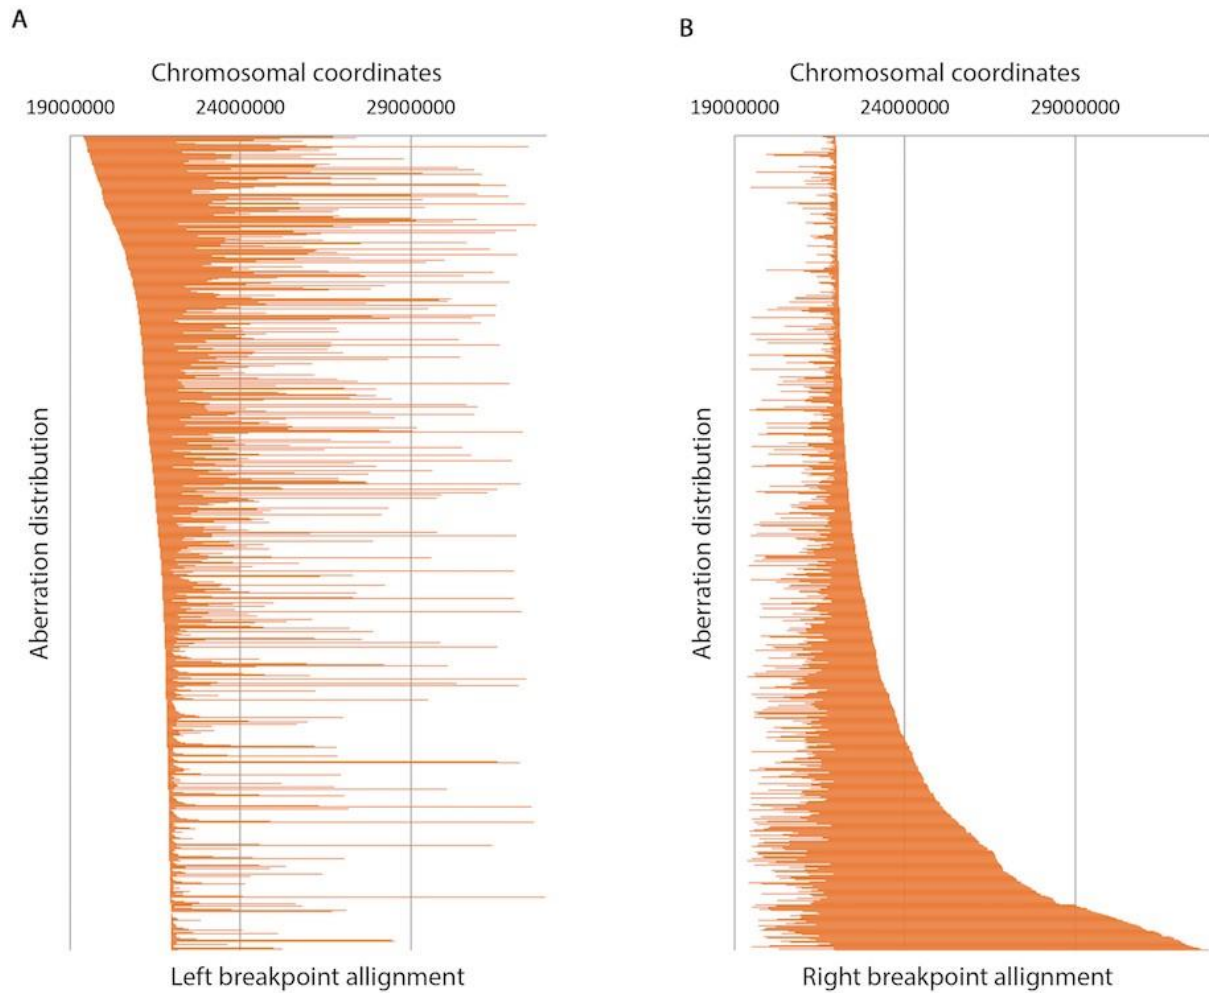 A
Chromosomal coordinates
19000000 24000000 29000000
Aberration distribution
Left breakpoint allignment
B
Chromosomal coordinates
19000000 24000000 29000000
Aberration distribution
Right breakpoint allignment